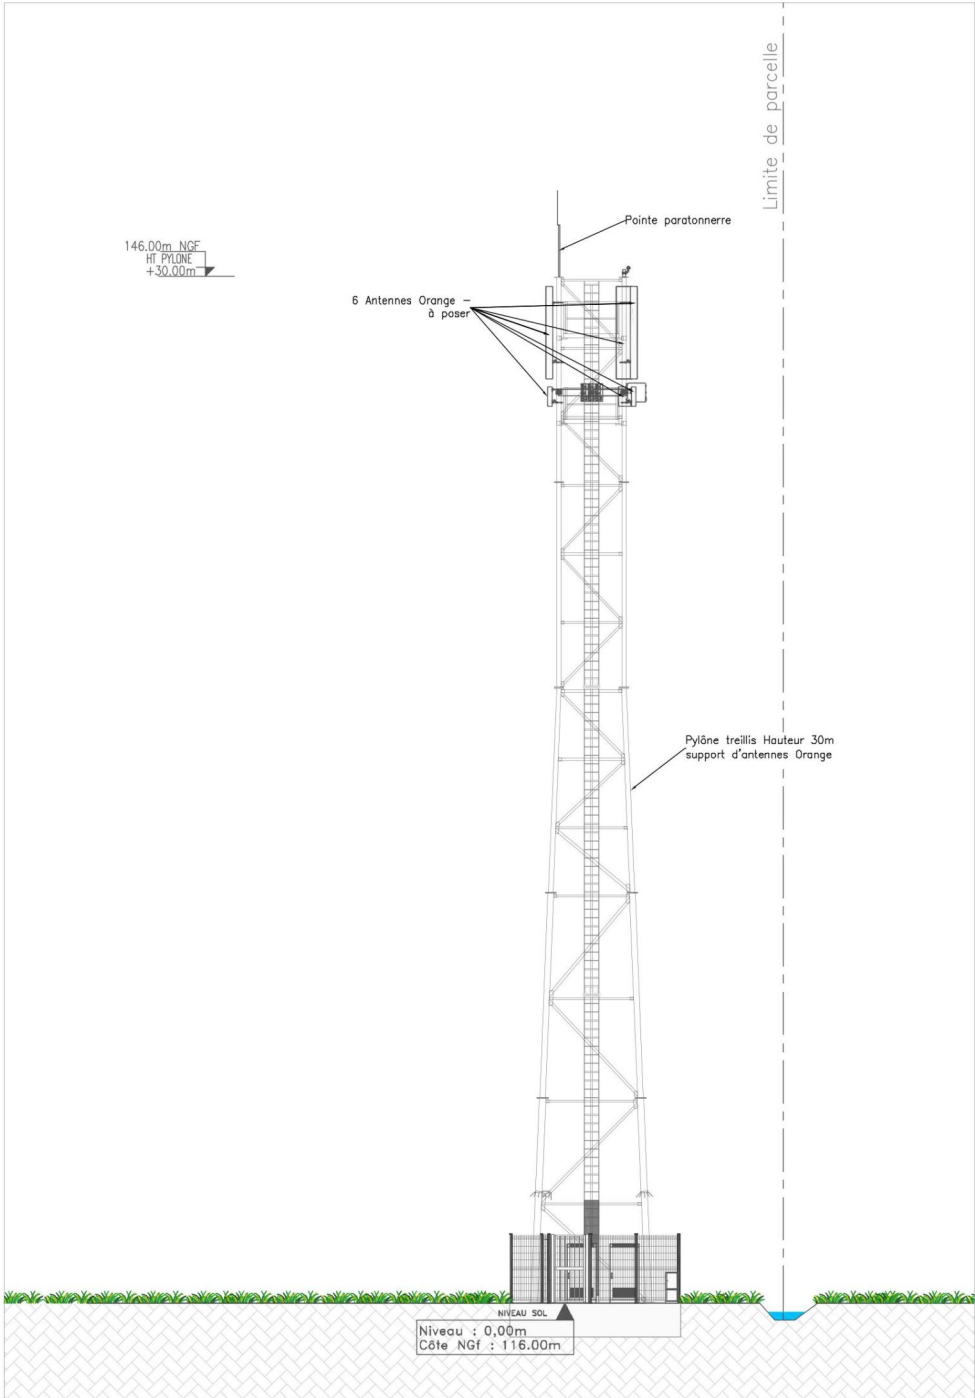 Limite de parcelle
Pointe paratonnerre
146.00m NGF
HT PYLONE
+30.00m
6 Antennes Orange –
à poser
Pylône treillis Hauteur 30m
support d'antennes Orange
NIVEAU SOL
Niveau : 0,00m
Côte NGf : 116.00m